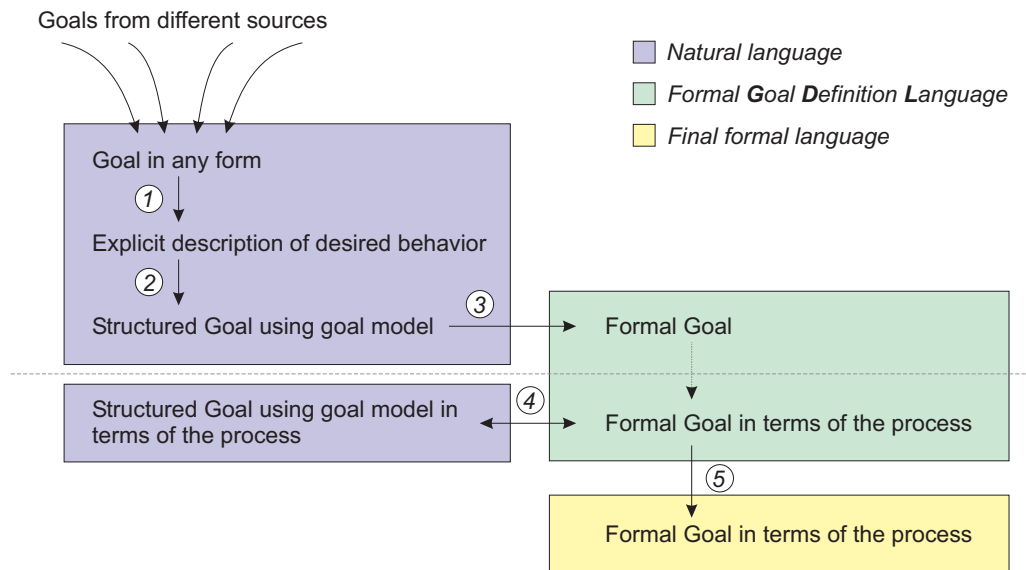 Goals from different sources
Natural language
Formal Goal Definition Language
Final formal language
Goal in any form
1
Explicit description of desired behavior
2
Structured Goal using goal model
3
Formal Goal
Structured Goal using goal model in
terms of the process
4
Formal Goal in terms of the process
5
Formal Goal in terms of the process